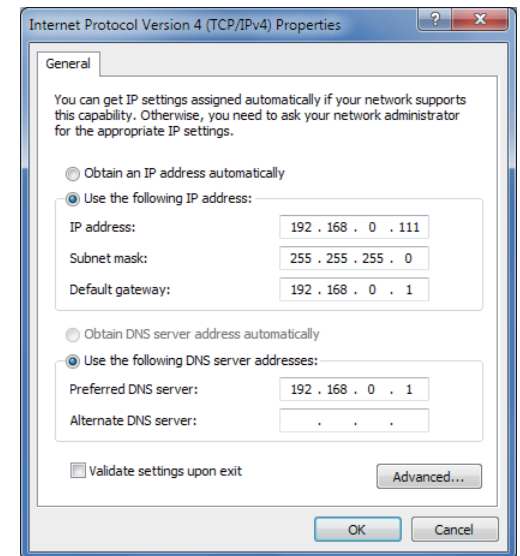 Internet Protocol Version 4 (TCP/IPv4) Properties
?
X
General
You can get IP settings assigned automatically if your network supports
this capability. Otherwise, you need to ask your network administrator
for the appropriate IP settings.
Obtain an IP address automatically
Use the following IP address:
IP address: 192 . 168 . 0 . 111
Subnet mask: 255 . 255 . 255 . 0
Default gateway: 192 . 168 . 0 . 1
Obtain DNS server address automatically
Use the following DNS server addresses:
Preferred DNS server: 192 . 168 . 0 . 1
Alternate DNS server: . . .
Validate settings upon exit
Advanced...
OK Cancel